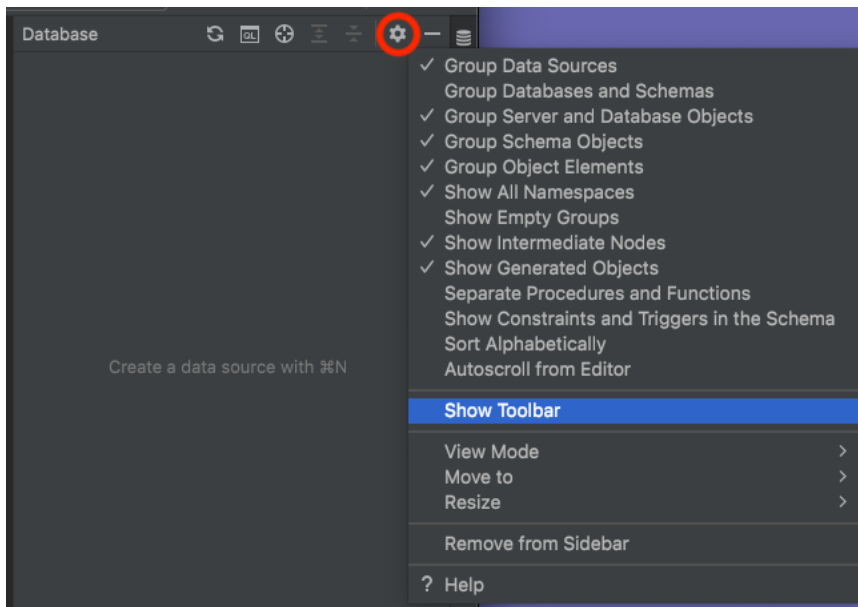 Database
QL
Group Data Sources
Group Databases and Schemas
Group Server and Database Objects
Group Schema Objects
Group Object Elements
Show All Namespaces
Show Empty Groups
Show Intermediate Nodes
Show Generated Objects
Separate Procedures and Functions
Show Constraints and Triggers in the Schema
Sort Alphabetically
Autoscroll from Editor
Create a data source with ⌘N
Show Toolbar
View Mode
Move to
Resize
Remove from Sidebar
? Help